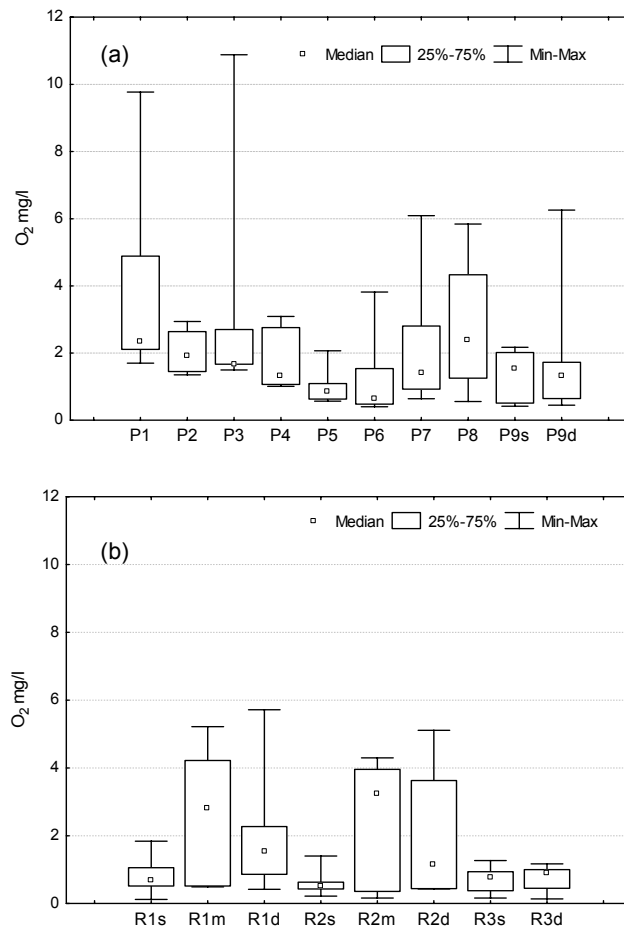 12
(a)
Median 25%-75% Min-Max
10
8
6
4
2
0
O₂ mg/l
P1 P2 P3 P4 P5 P6 P7 P8 P9s P9d
12
(b)
Median 25%-75% Min-Max
10
8
6
4
2
0
O₂ mg/l
R1s R1m R1d R2s R2m R2d R3s R3d